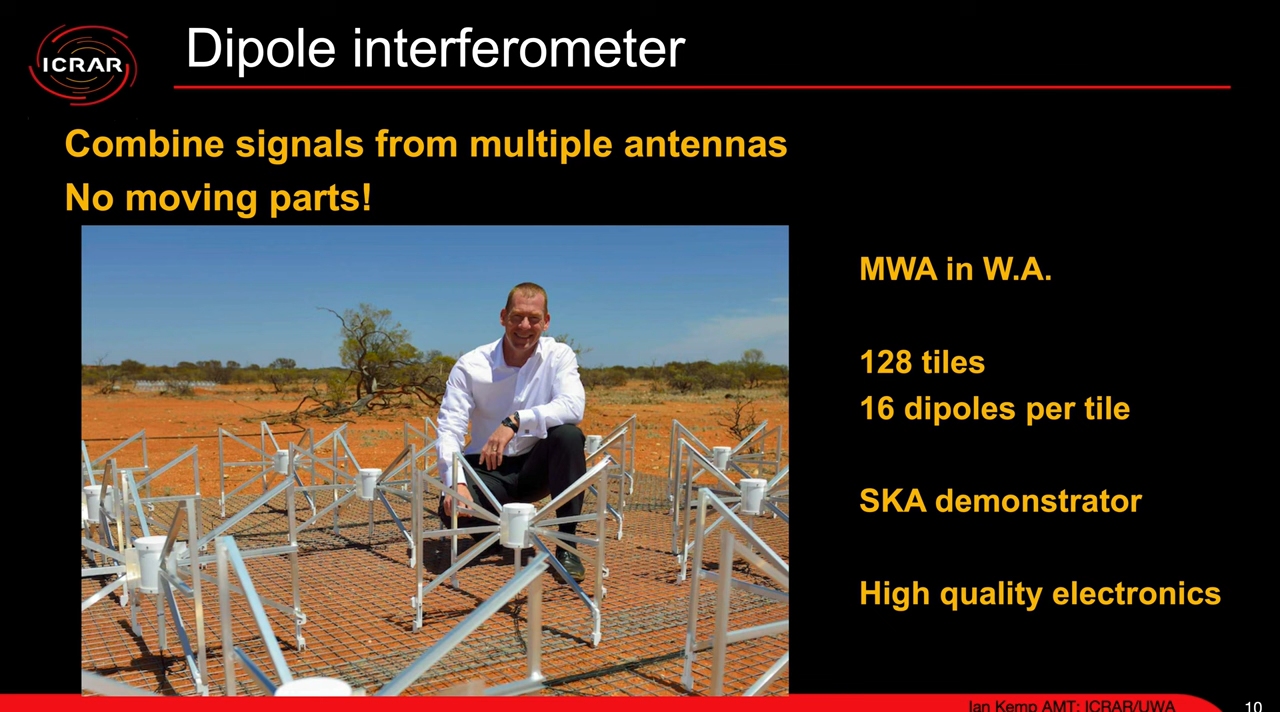 ICRAR
Dipole interferometer
Combine signals from multiple antennas
No moving parts!
MWA in W.A.
128 tiles
16 dipoles per tile
SKA demonstrator
High quality electronics
Ian Kemp AMT: ICRAR/UWA
10